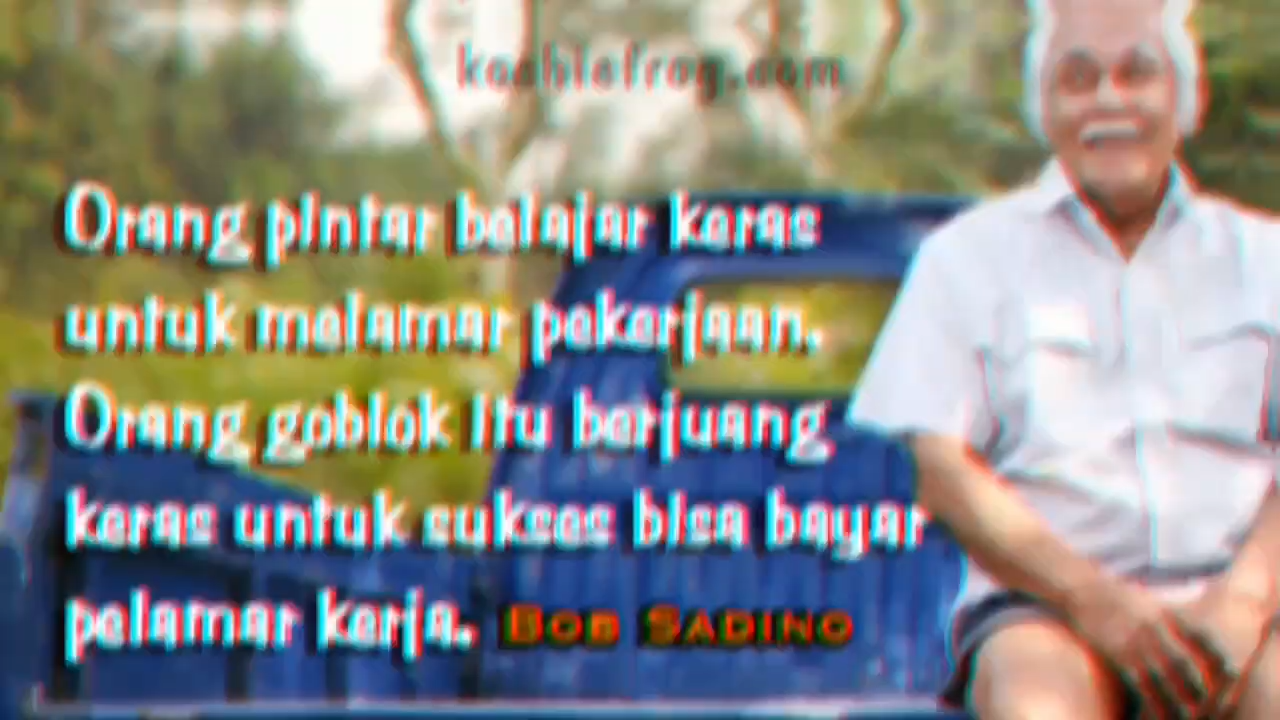 Orang pintar belajar keras
untuk melamar pekerjaan.
Orang goblok itu berjuang
keras untuk sukses bisa bayar
pelamar kerja. BOB SADINO